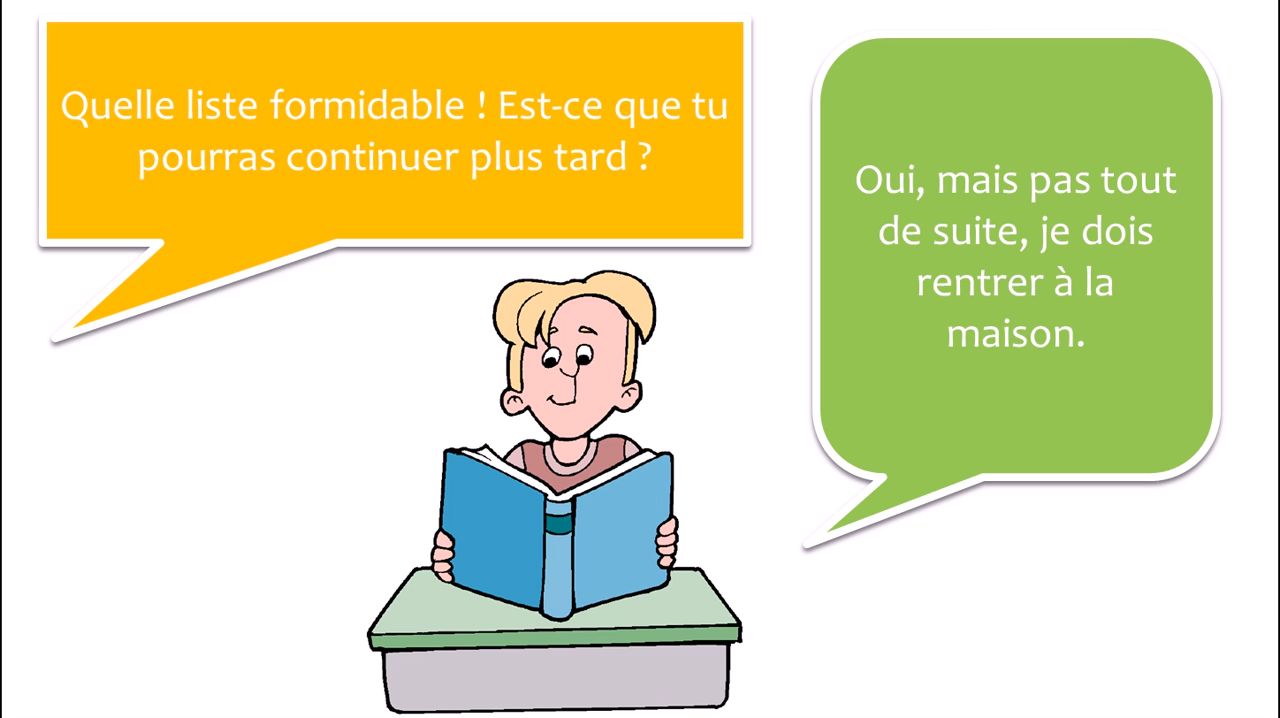 Quelle liste formidable ! Est-ce que tu
pourras continuer plus tard ?
Oui, mais pas tout
de suite, je dois
rentrer à la
maison.